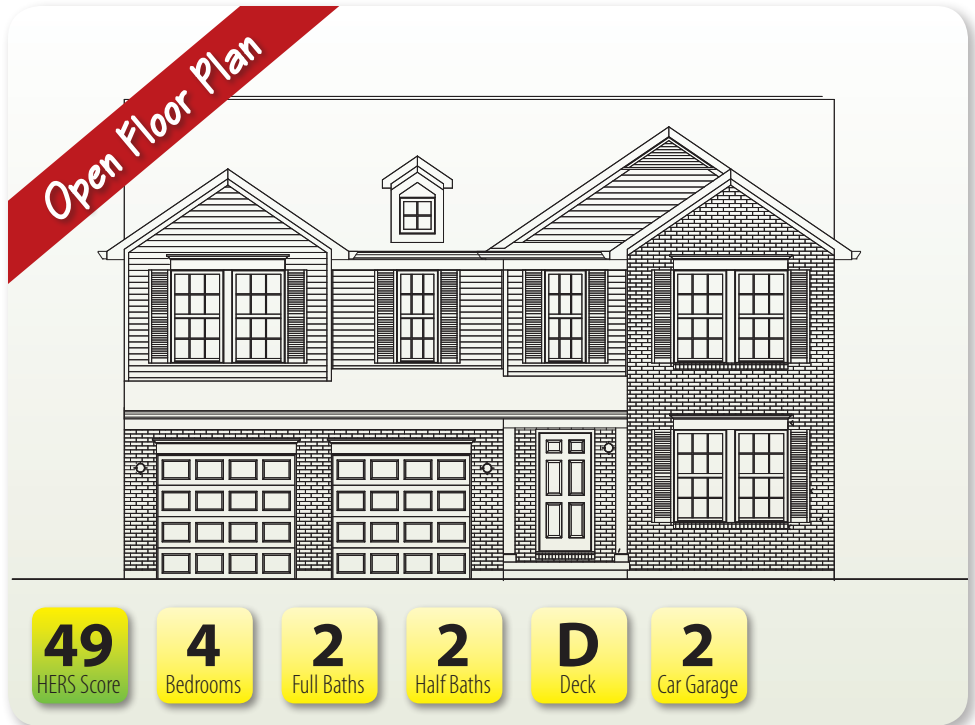 Open Floor Plan
49
HERS Score
4
Bedrooms
2
Full Baths
2
Half Baths
D
Deck
2
Car Garage